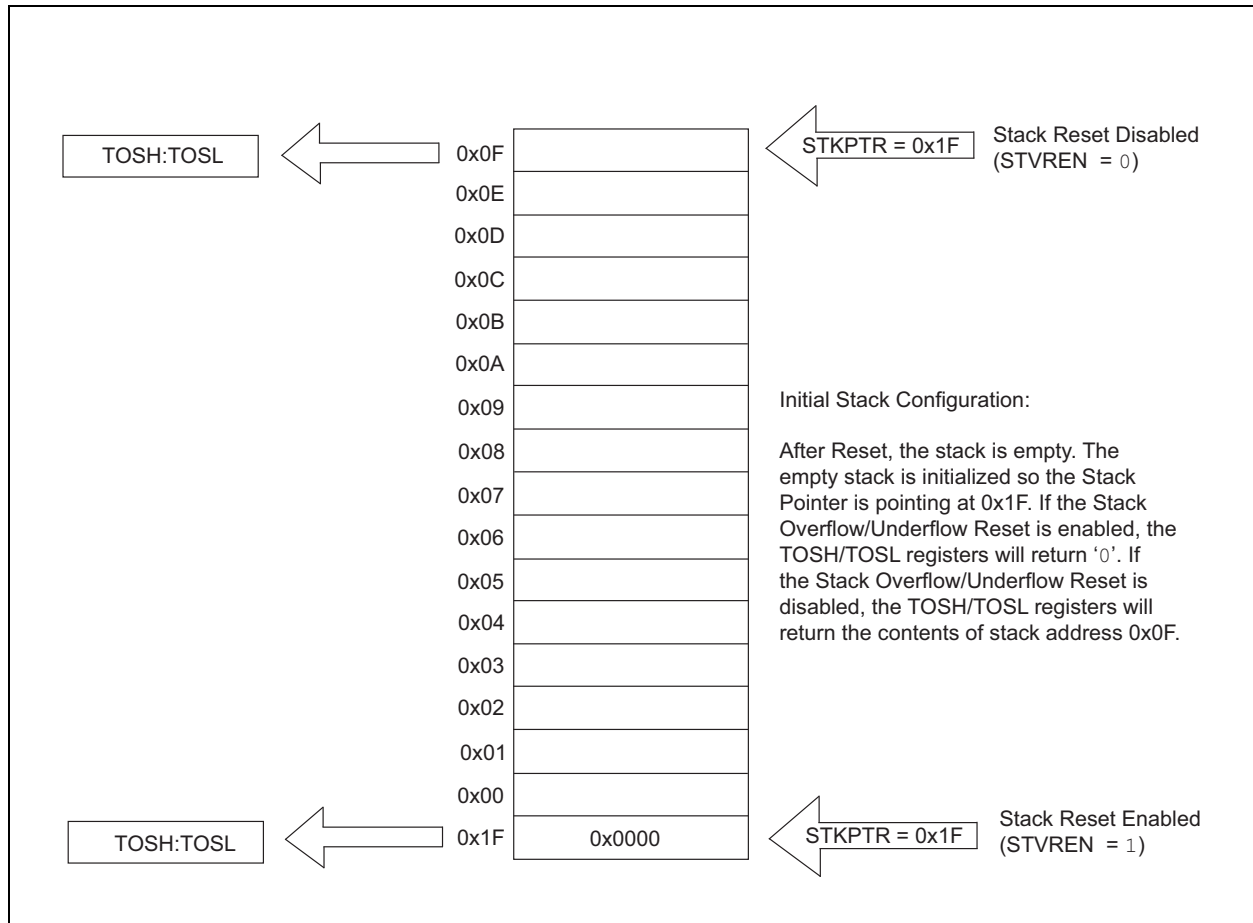 TOSH:TOSL
0x0F
STKPTR = 0x1F
Stack Reset Disabled
(STVREN = 0)
0x0E
0x0D
0x0C
0x0B
0x0A
0x09
0x08
0x07
0x06
0x05
0x04
0x03
0x02
0x01
0x00
Initial Stack Configuration:
After Reset, the stack is empty. The
empty stack is initialized so the Stack
Pointer is pointing at 0x1F. If the Stack
Overflow/Underflow Reset is enabled, the
TOSH/TOSL registers will return ‘0’. If
the Stack Overflow/Underflow Reset is
disabled, the TOSH/TOSL registers will
return the contents of stack address 0x0F.
TOSH:TOSL
0x1F
0x0000
STKPTR = 0x1F
Stack Reset Enabled
(STVREN = 1)